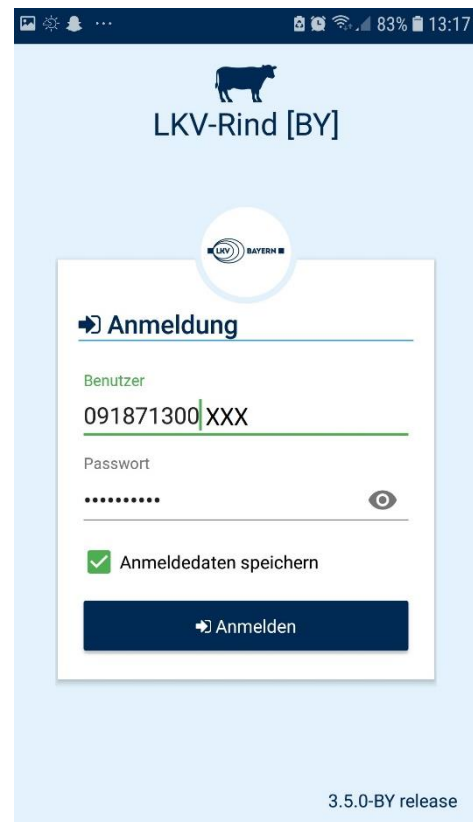 83% 13:17
LKV-Rind [BY]
LKV BAYERN
Anmeldung
Benutzer
091871300 XXX
Passwort
••••••••••
Anmeldedaten speichern
Anmelden
3.5.0-BY release